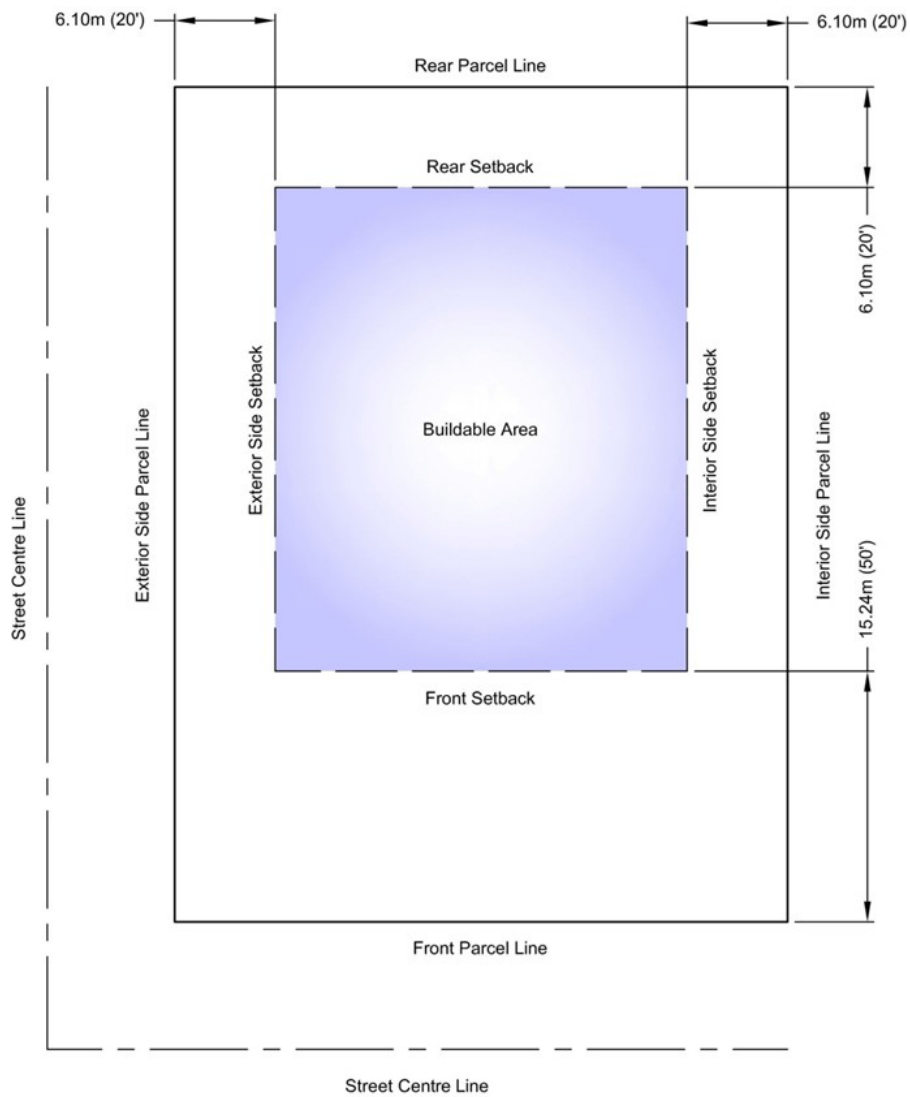 6.10m (20')
6.10m (20')
Rear Parcel Line
Rear Setback
6.10m (20')
Exterior Side Setback
Interior Side Setback
Buildable Area
Exterior Side Parcel Line
Interior Side Parcel Line
Street Centre Line
15.24m (50')
Front Setback
Front Parcel Line
Street Centre Line